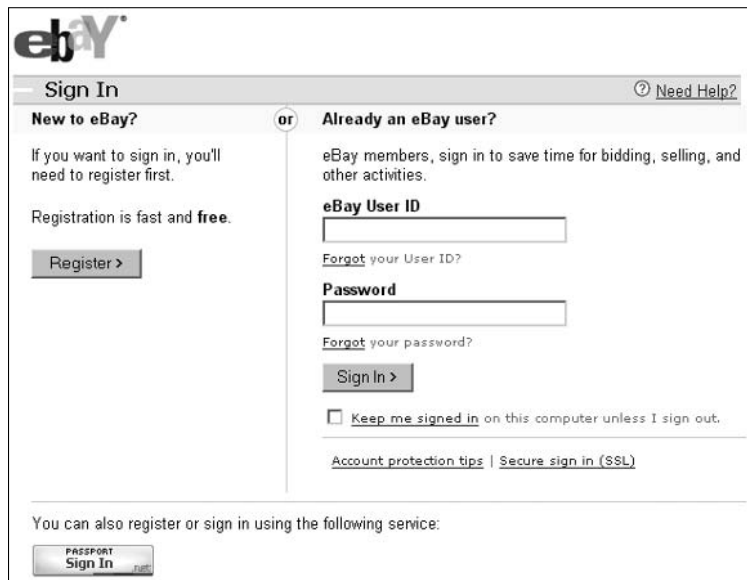 ebaY
Sign In
Need Help?
New to eBay?
or
Already an eBay user?
If you want to sign in, you'll
need to register first.
Registration is fast and free.
Register >
eBay members, sign in to save time for bidding, selling, and
other activities.
eBay User ID
Forgot your User ID?
Password
Forgot your password?
Sign In >
Keep me signed in on this computer unless I sign out.
Account protection tips | Secure sign in (SSL)
You can also register or sign in using the following service:
PASSPORT
Sign In
.net